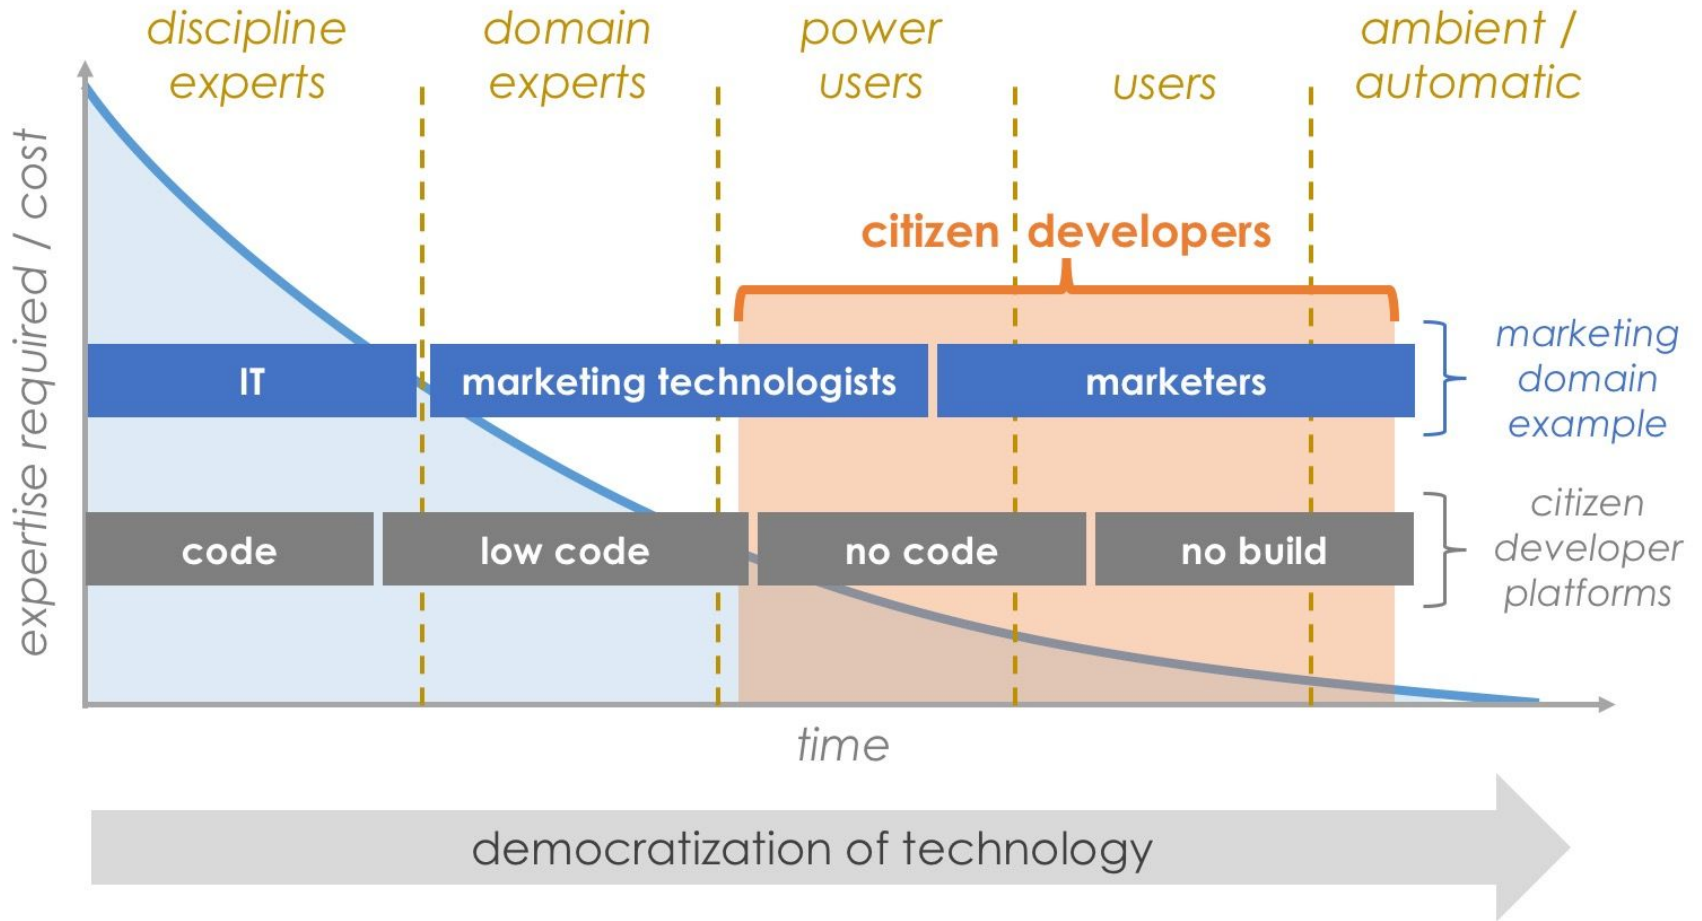 discipline
experts
domain
experts
power
users
users
ambient /
automatic
expertise required / cost
citizen developers
IT
marketing technologists
marketers
marketing
domain
example
code
low code
no code
no build
citizen
developer
platforms
time
democratization of technology